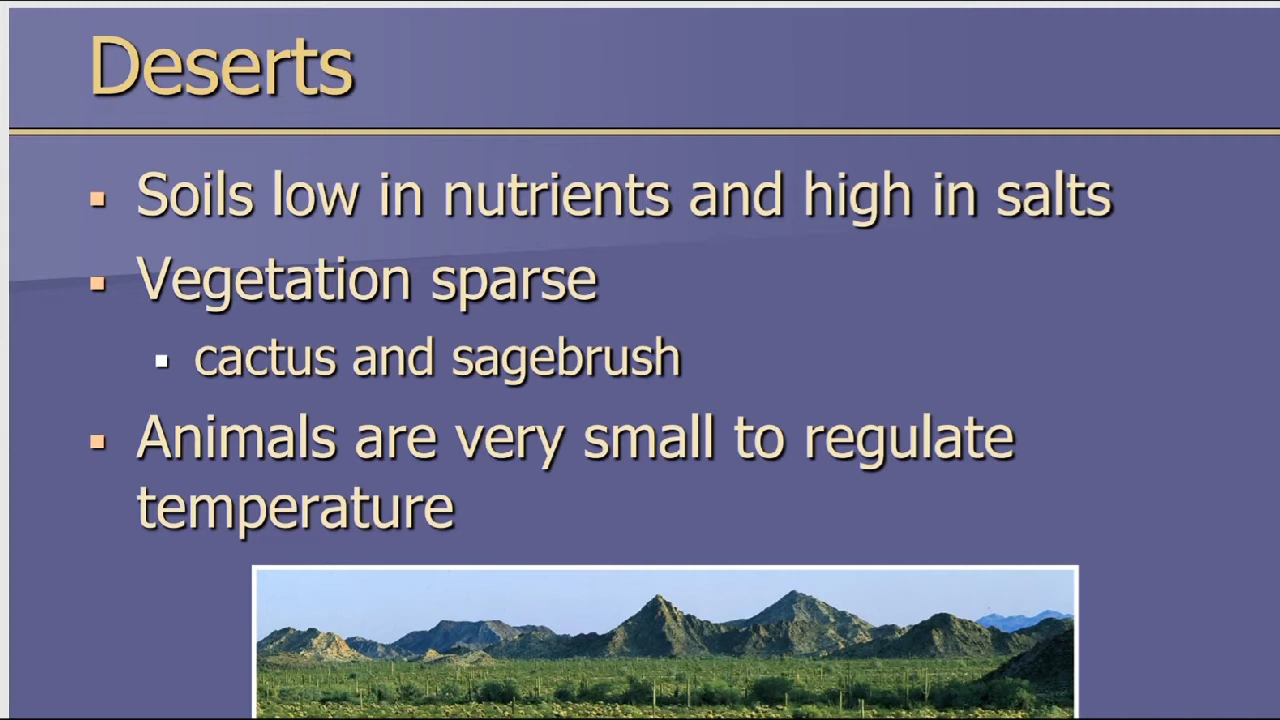 Deserts
Soils low in nutrients and high in salts
Vegetation sparse
cactus and sagebrush
Animals are very small to regulate
temperature